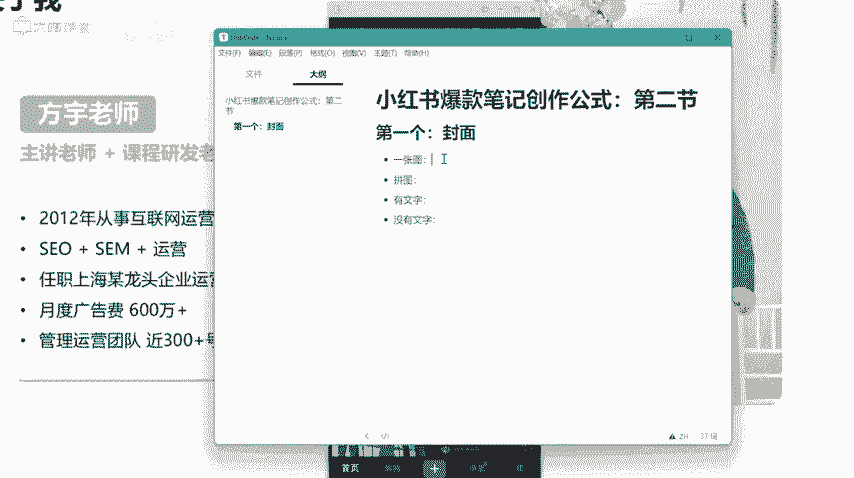 方宇老师
主讲老师 + 课程研发老
• 2012年从事互联网运营
• SEO + SEM + 运营
• 任职上海某龙头企业运营
• 月度广告费 600万+
• 管理运营团队 近300+号
文件(F) 编辑(E) 段落(P) 格式(O) 视图(V) 主题(T) 帮助(H)
文件 大纲
小红书爆款笔记创作公式：第二
节
第一个：封面
小红书爆款笔记创作公式：第二节
第一个：封面
• 一张图：
• 拼图：
• 有文字：
• 没有文字：
ZH 37 词
首页